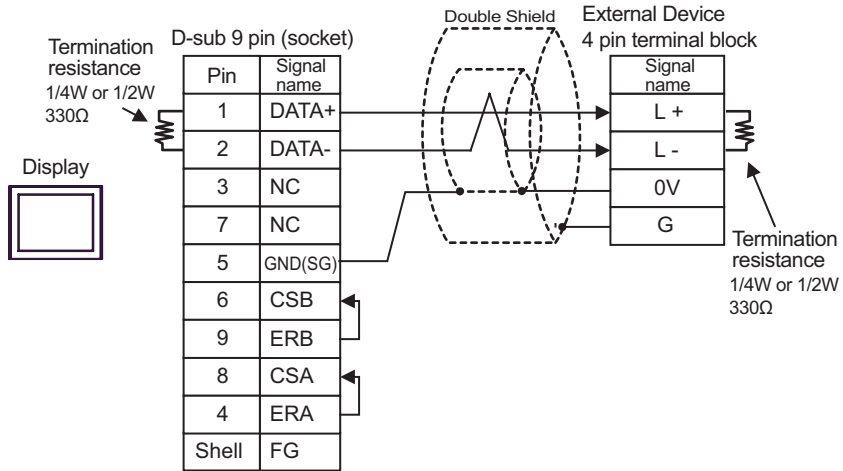 Double Shield
External Device
4 pin terminal block
Termination
resistance
1/4W or 1/2W
330Ω
D-sub 9 pin (socket)
Pin Signal name
1 DATA+
2 DATA-
3 NC
7 NC
5 GND(SG)
6 CSB
9 ERB
8 CSA
4 ERA
Shell FG
Display
Signal name
L +
L -
0V
G
Termination
resistance
1/4W or 1/2W
330Ω